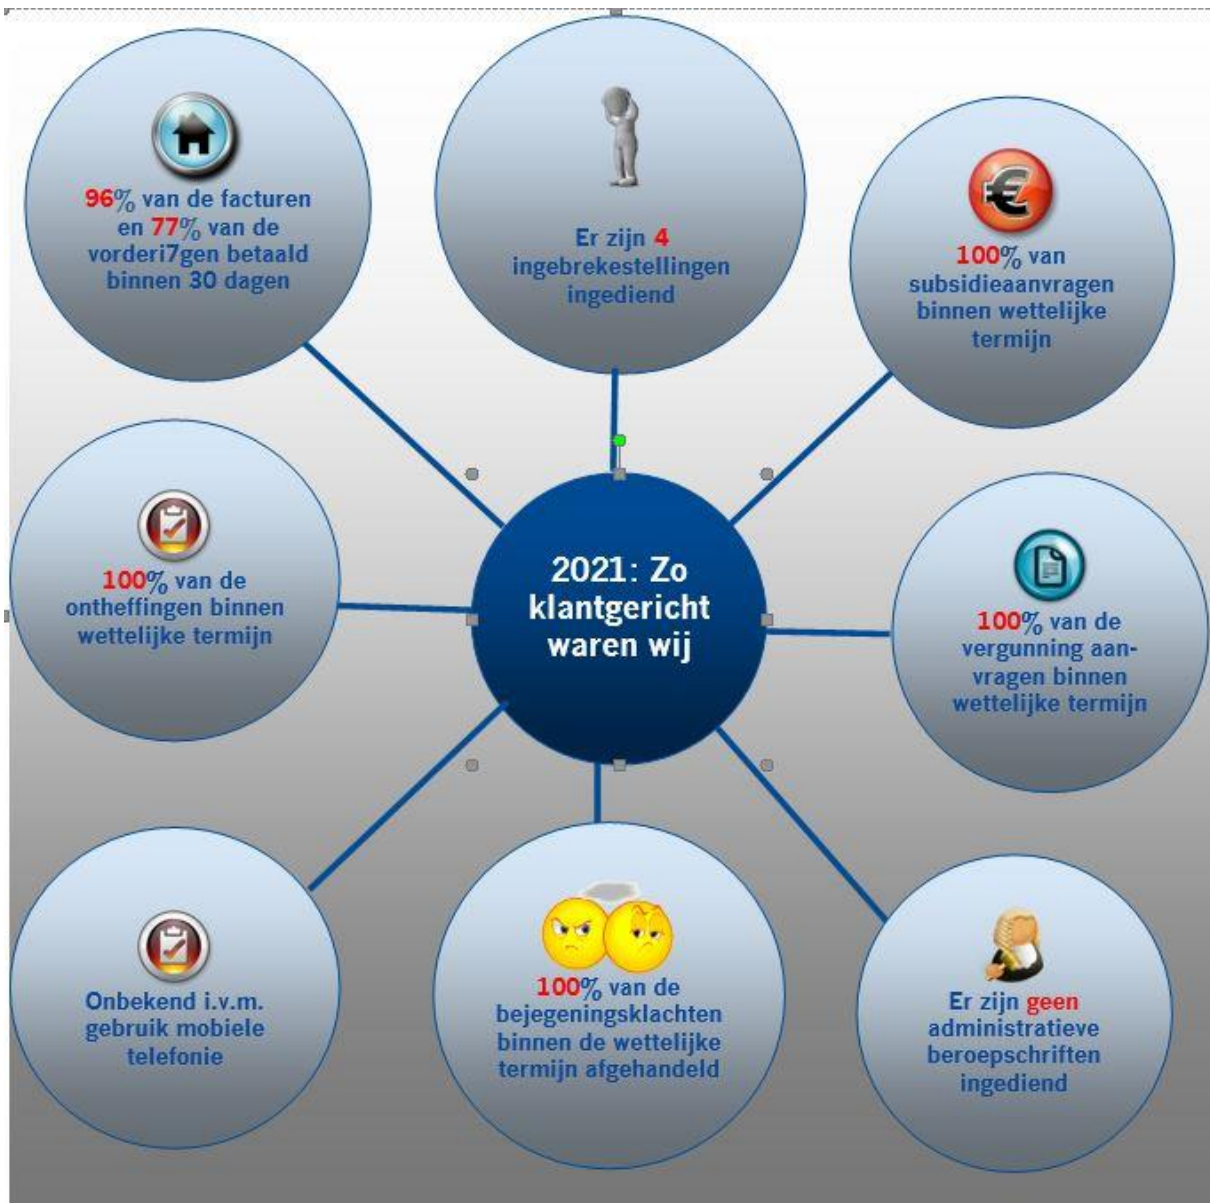 96% van de facturen
en 77% van de
vorderi7gen betaald
binnen 30 dagen
Er zijn 4
ingebrekestellingen
ingediend
100% van
subsidieaanvragen
binnen wettelijke
termijn
100% van de
ontheffingen binnen
wettelijke termijn
2021: Zo
klantgericht
waren wij
100% van de
vergunning aan-
vragen binnen
wettelijke termijn
Onbekend i.v.m.
gebruik mobiele
telefonie
100% van de
bejegeningsklachten
binnen de wettelijke
termijn afgehandeld
Er zijn geen
administratieve
beroepschriften
ingediend